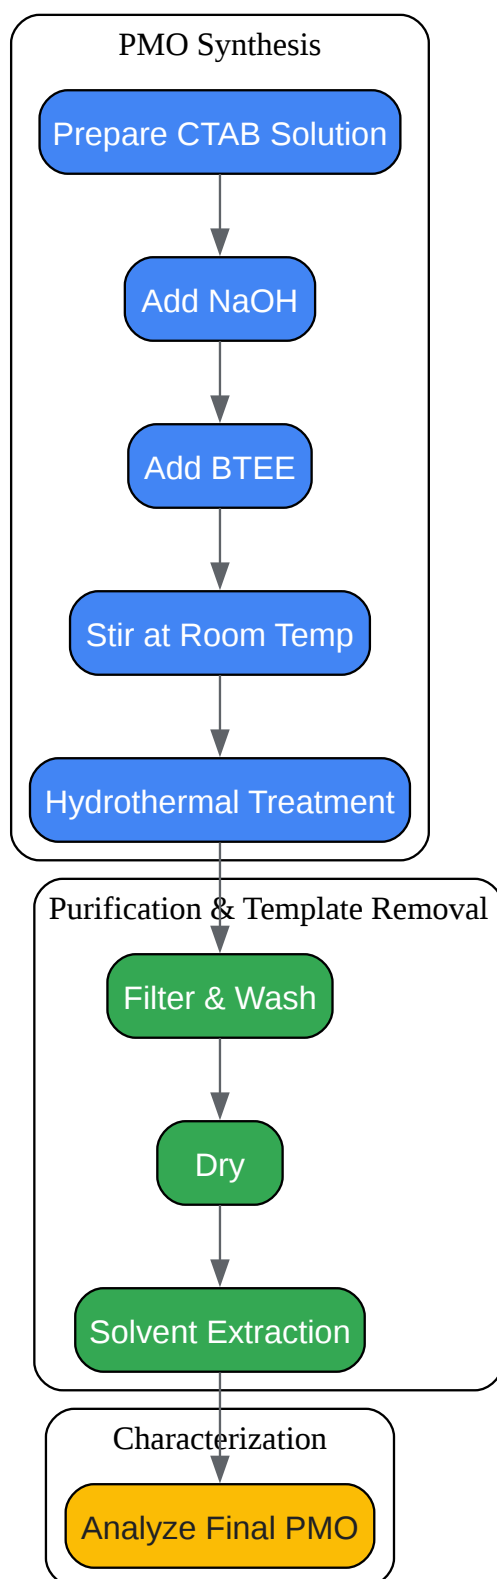 PMO Synthesis
Prepare CTAB Solution
Add NaOH
Add BTEE
Stir at Room Temp
Hydrothermal Treatment
Purification & Template Removal
Filter & Wash
Dry
Solvent Extraction
Characterization
Analyze Final PMO